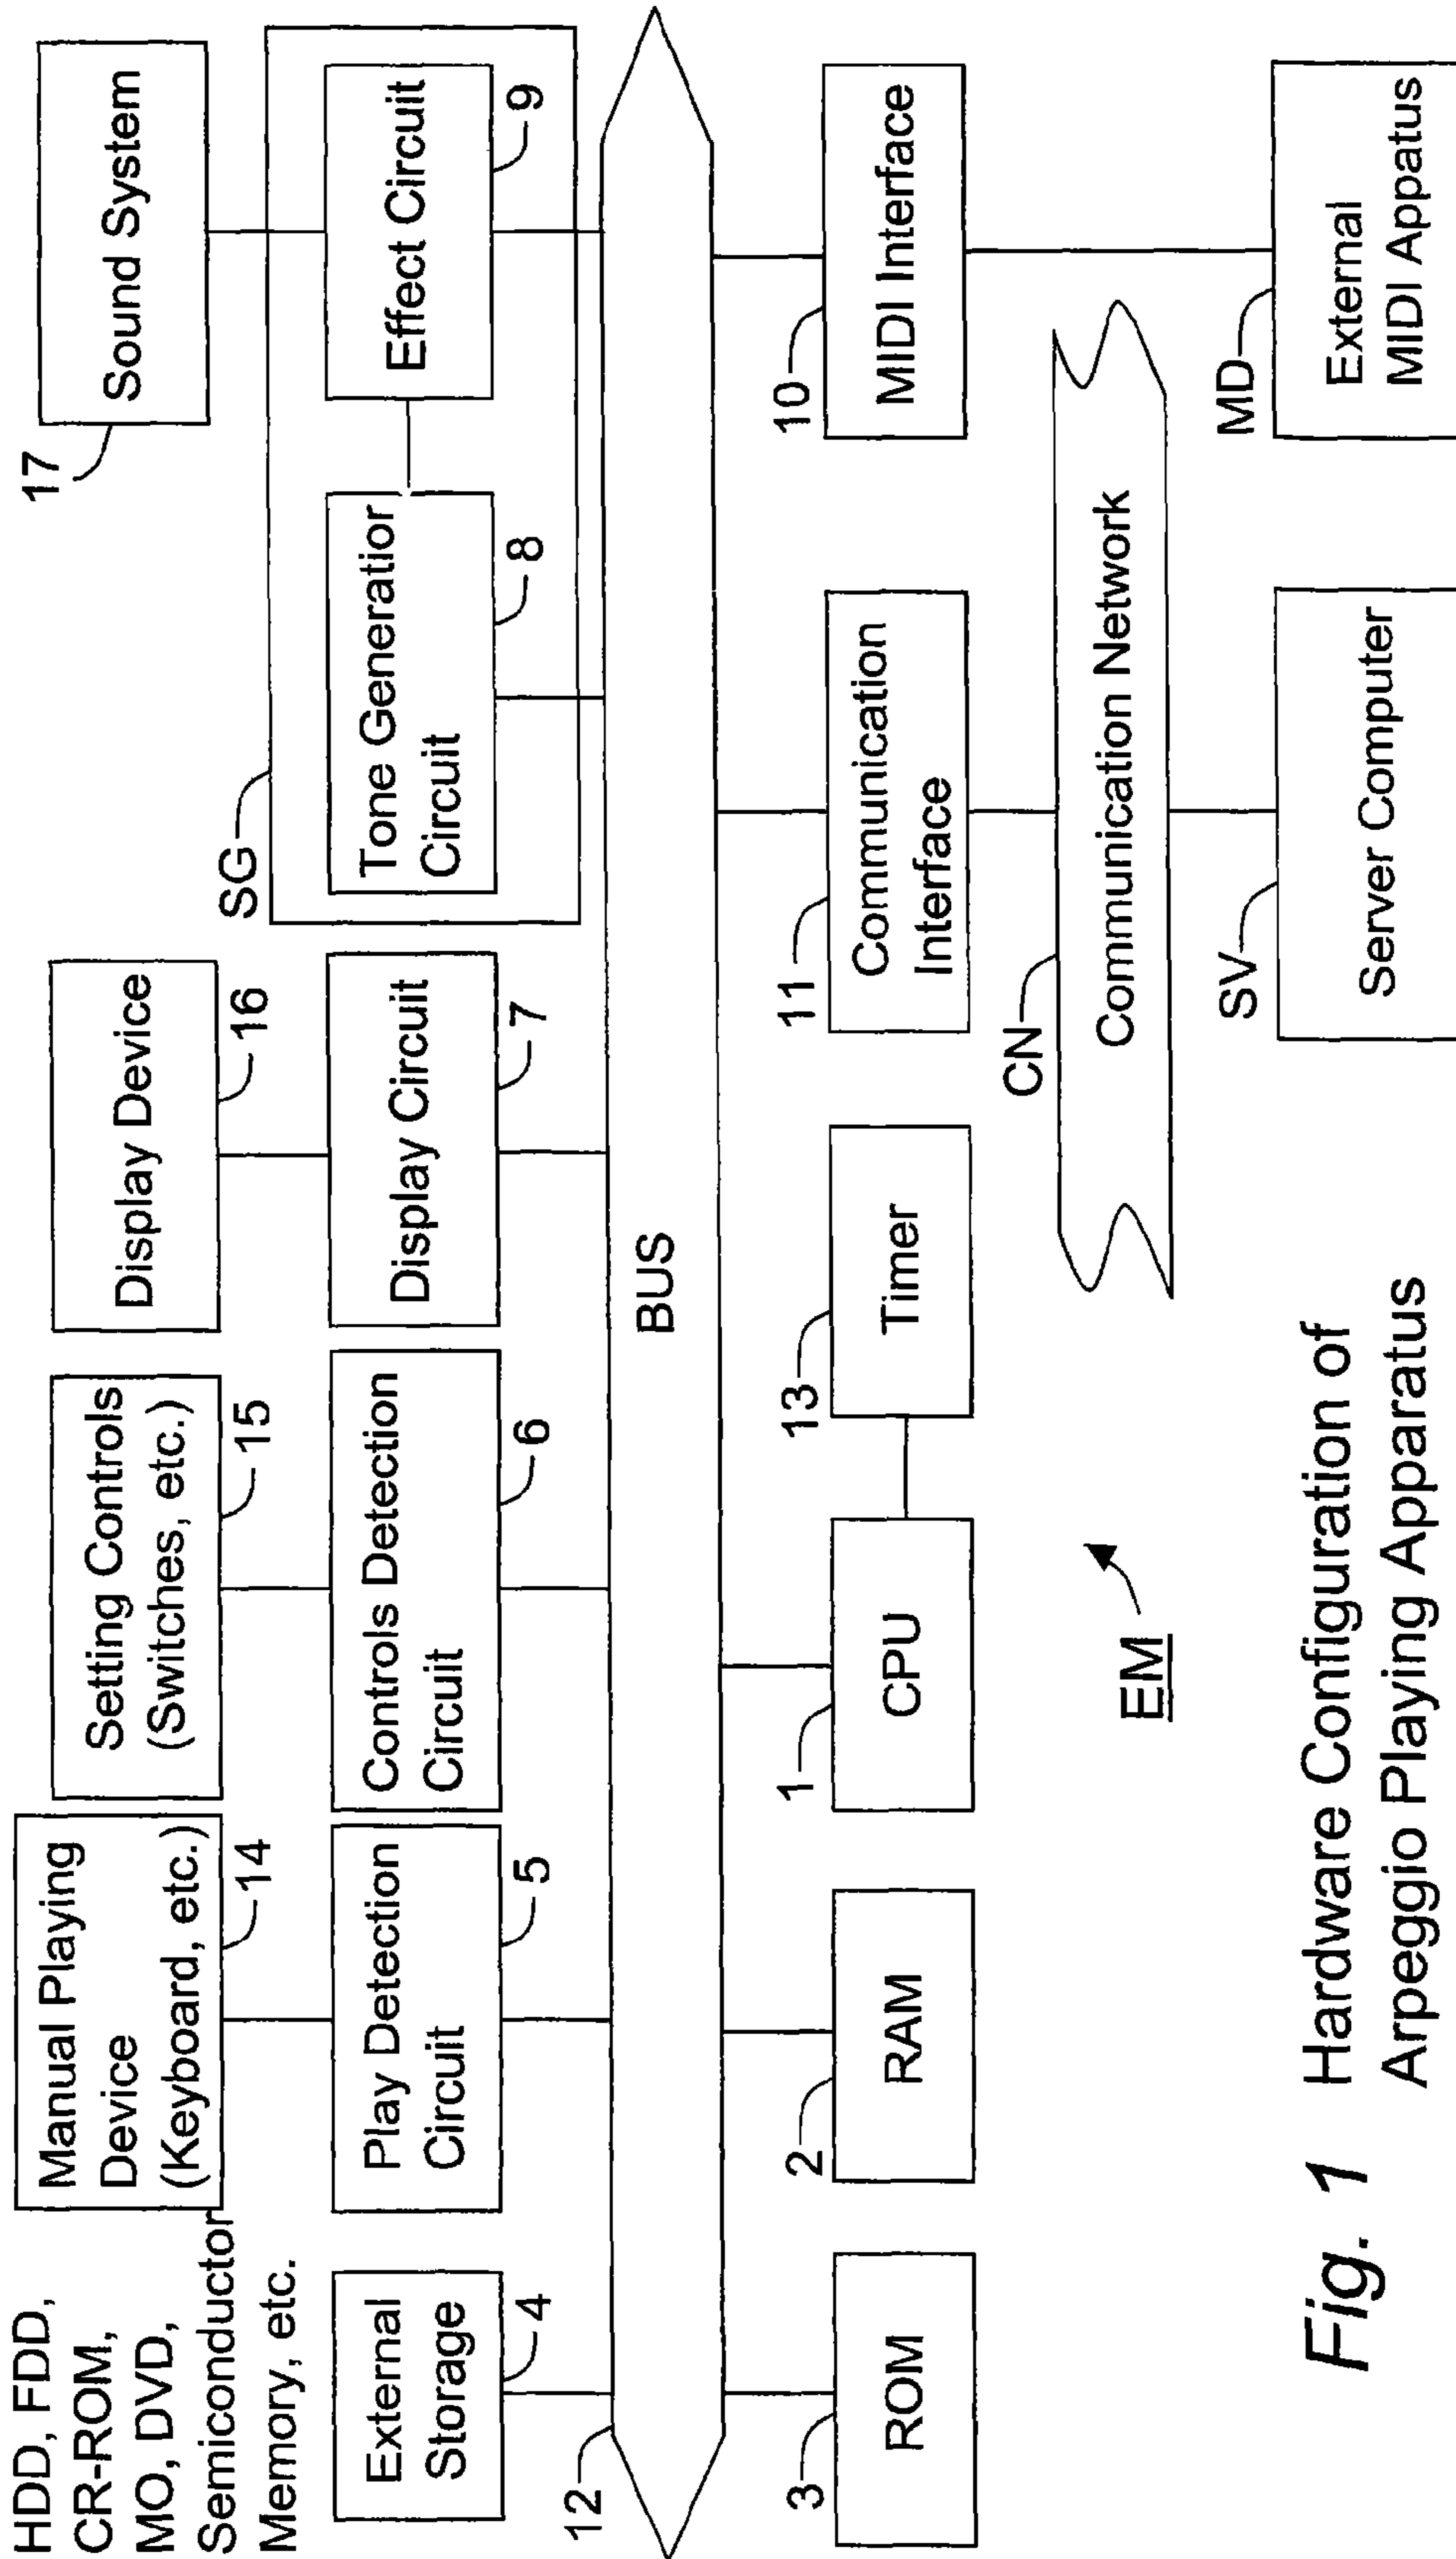 HDD, FDD,
CR-ROM,
MO, DVD,
Semiconductor
Memory, etc.
Manual Playing
Device
(Keyboard, etc.)
14
Setting Controls
(Switches, etc.)
15
Display Device
16
17
Sound System
External
Storage
4
Play Detection
Circuit
5
Controls Detection
Circuit
6
Display Circuit
7
SG
Tone Generation
Circuit
8
Effect Circuit
9
12
BUS
3
ROM
2
RAM
1
CPU
13
Timer
11
Communication
Interface
10
MIDI Interface
EM
CN
Communication Network
SV
Server Computer
MD
External
MIDI Appatus
Fig. 1 Hardware Configuration of
Arpeggio Playing Apparatus